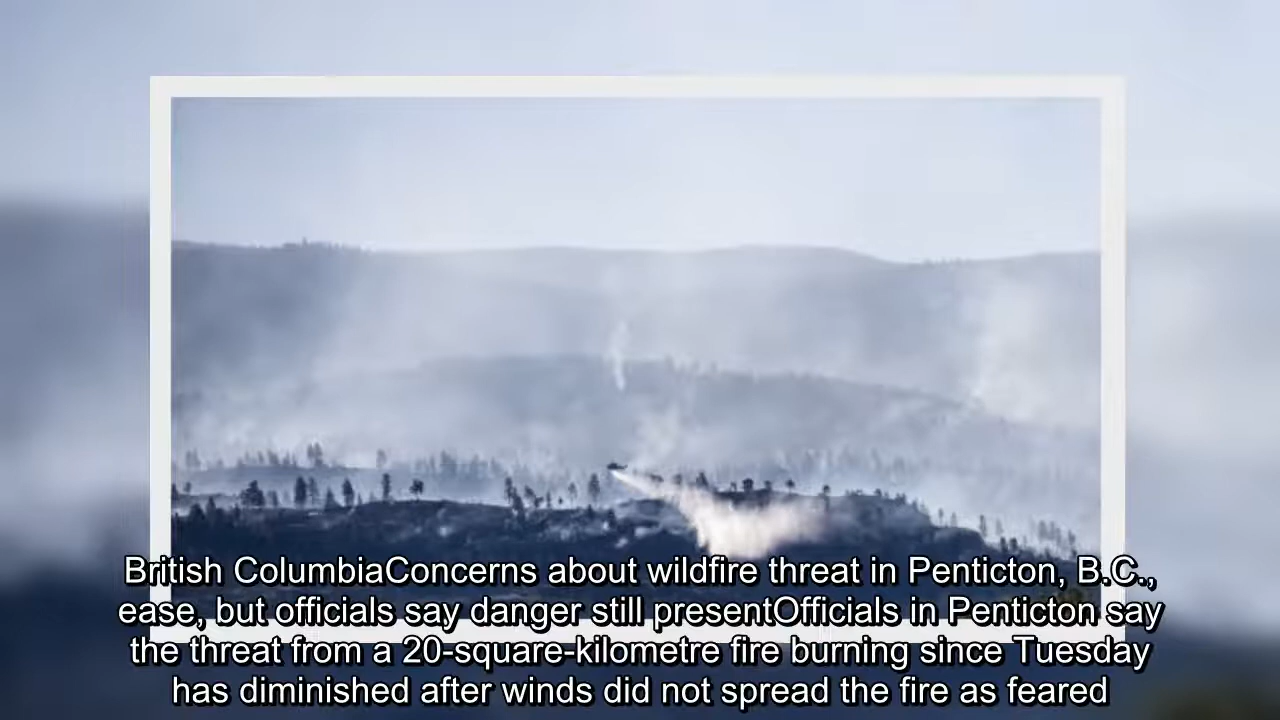 British ColumbiaConcerns about wildfire threat in Penticton, B.C.,
ease, but officials say danger still presentOfficials in Penticton say
the threat from a 20-square-kilometre fire burning since Tuesday
has diminished after winds did not spread the fire as feared